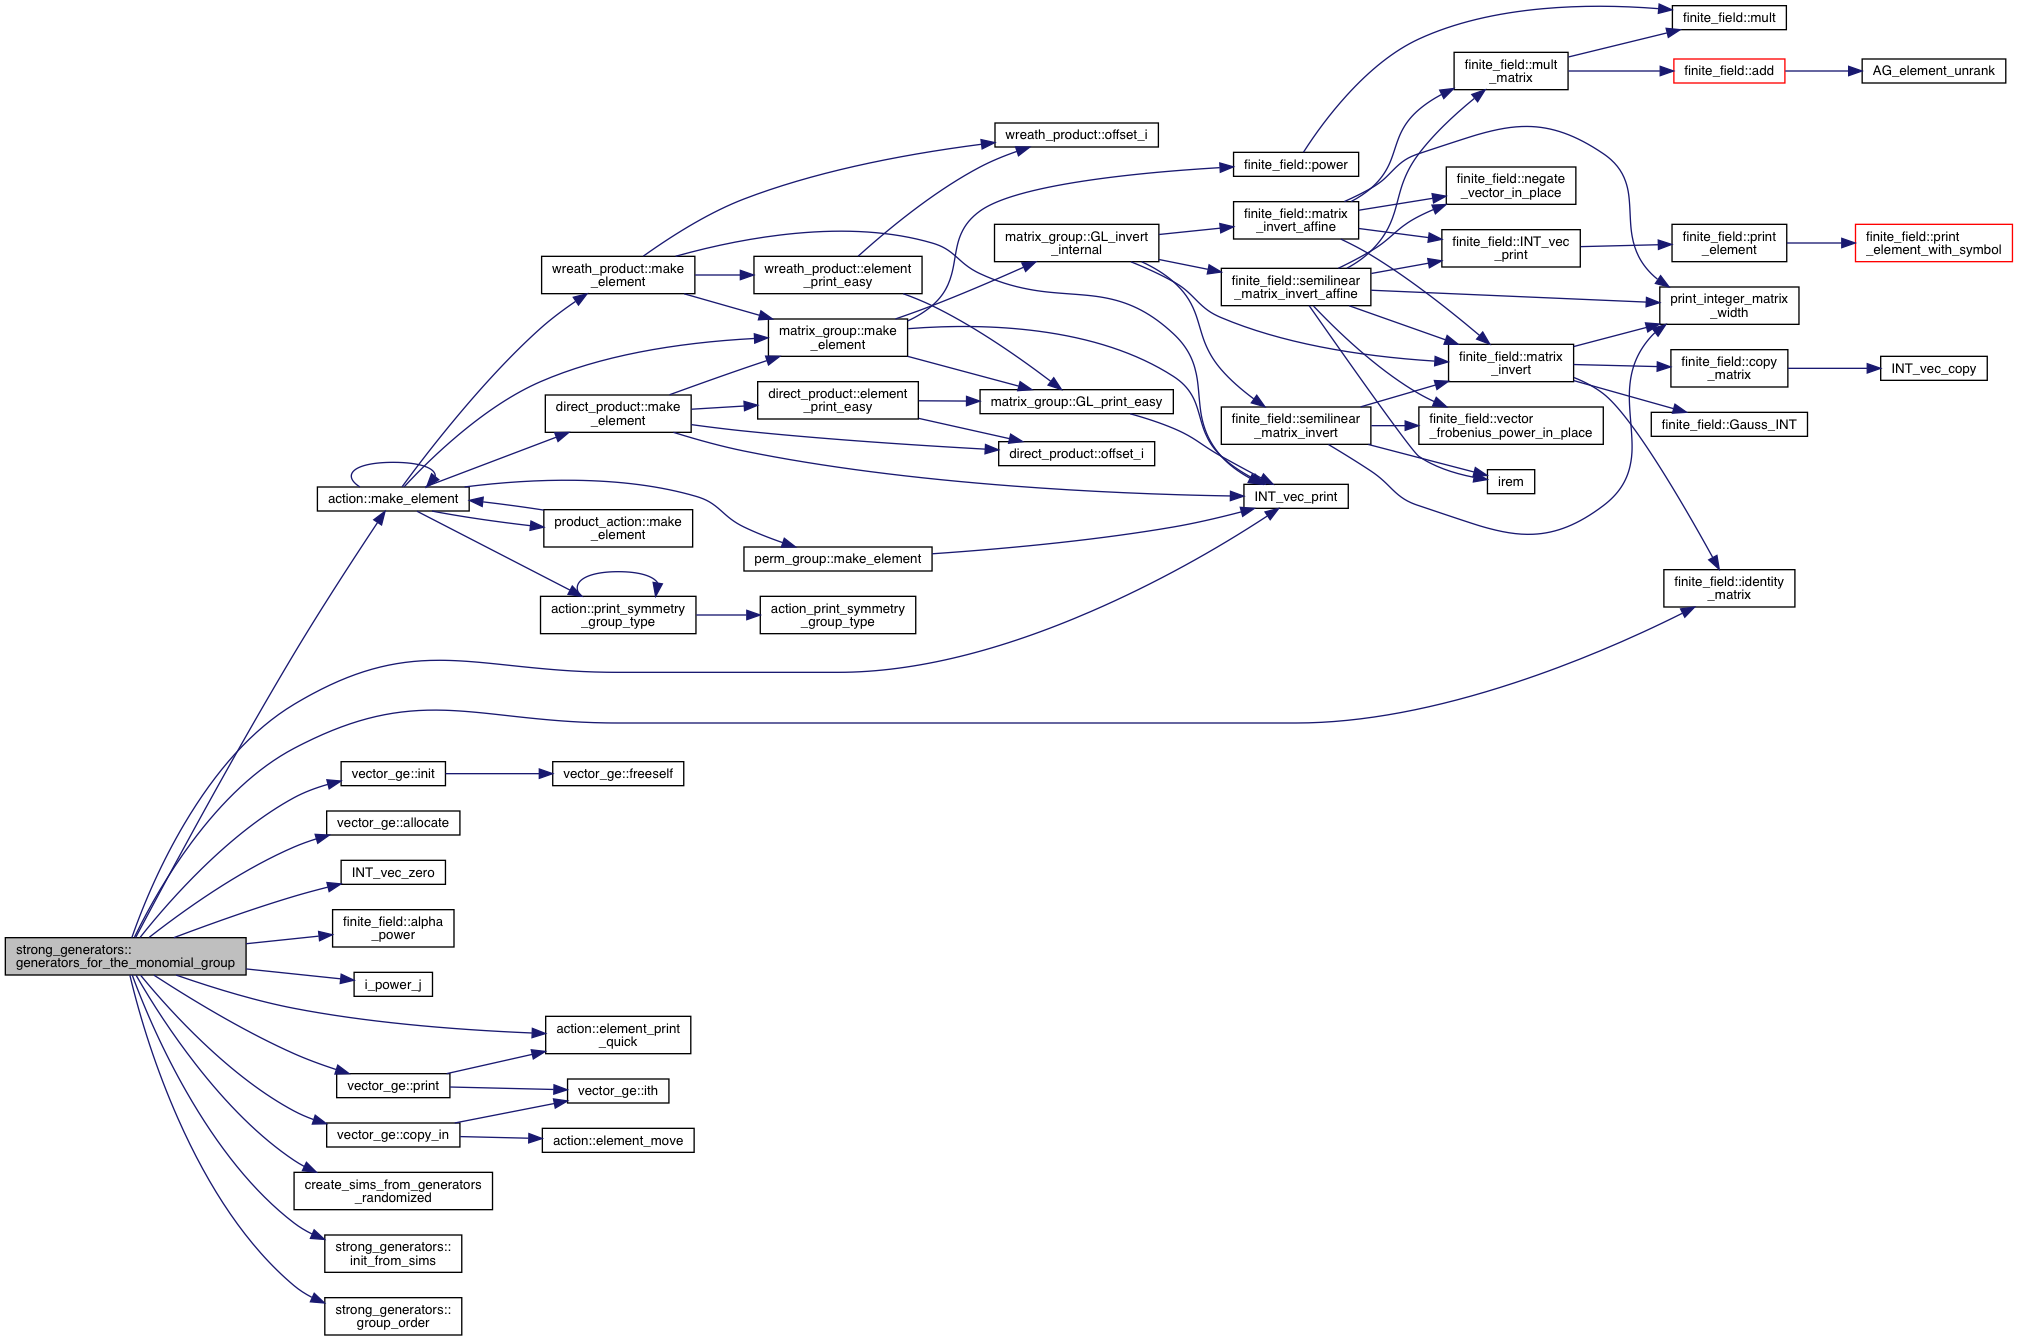 strong_generators::
generators_for_the_monomial_group
action::make_element
wreath_product::make
_element
wreath_product::element
_print_easy
wreath_product::offset_i
matrix_group::make
_element
direct_product::make
_element
direct_product::element
_print_easy
matrix_group::GL_print_easy
direct_product::offset_i
INT_vec_print
product_action::make
_element
perm_group::make_element
action::print_symmetry
_group_type
action_print_symmetry
_group_type
matrix_group::GL_invert
_internal
finite_field::power
finite_field::matrix
_invert_affine
finite_field::semilinear
_matrix_invert_affine
finite_field::semilinear
_matrix_invert
finite_field::mult
_matrix
finite_field::mult
finite_field::add
AG_element_unrank
finite_field::negate
_vector_in_place
finite_field::INT_vec
_print
finite_field::print
_element
finite_field::print
_element_with_symbol
print_integer_matrix
_width
finite_field::matrix
_invert
finite_field::copy
_matrix
INT_vec_copy
finite_field::Gauss_INT
finite_field::vector
_frobenius_power_in_place
irem
finite_field::identity
_matrix
vector_ge::init
vector_ge::freeself
vector_ge::allocate
INT_vec_zero
finite_field::alpha
_power
i_power_j
action::element_print
_quick
vector_ge::print
vector_ge::ith
vector_ge::copy_in
action::element_move
create_sims_from_generators
_randomized
strong_generators::
init_from_sims
strong_generators::
group_order